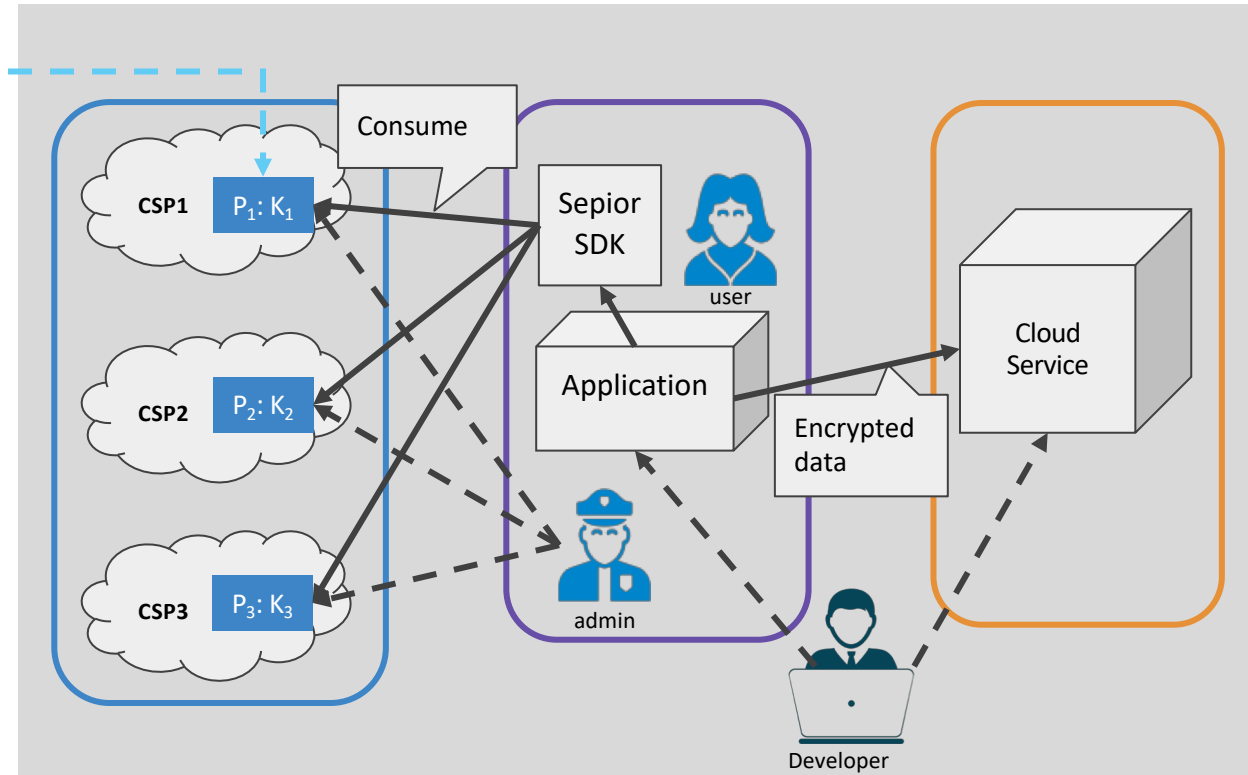 Consume
CSP1
P₁: K₁
Sepior
SDK
user
CSP2
P₂: K₂
Application
Cloud
Service
Encrypted
data
CSP3
P₃: K₃
admin
Developer